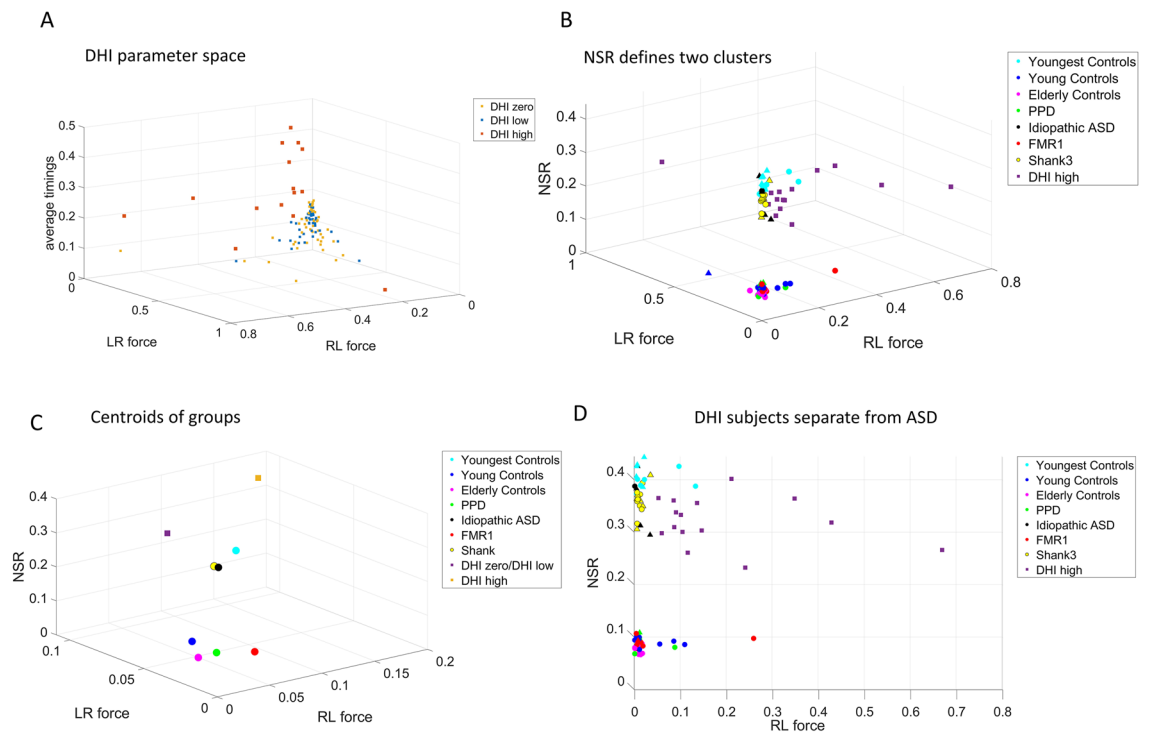 A
DHI parameter space
DHI zero
DHI low
DHI high
0.5
0.4
0.3
0.2
0.1
0
average timings
0
0.5
1
LR force
0.8
0.6
0.4
0.2
0
RL force
B
NSR defines two clusters
Youngest Controls
Young Controls
Elderly Controls
PPD
Idiopathic ASD
FMR1
Shank3
DHI high
0.4
0.3
0.2
0.1
0
NSR
1
0.5
0
LR force
0
0.2
0.4
0.6
0.8
RL force
C
Centroids of groups
Youngest Controls
Young Controls
Elderly Controls
PPD
Idiopathic ASD
FMR1
Shank
DHI zero/DHI low
DHI high
0.4
0.3
0.2
0.1
0
NSR
0.1
0.05
0
LR force
0
0.05
0.1
0.15
0.2
RL force
D
DHI subjects separate from ASD
Youngest Controls
Young Controls
Elderly Controls
PPD
Idiopathic ASD
FMR1
Shank3
DHI high
0.4
0.3
0.2
0.1
0
NSR
0 0.1 0.2 0.3 0.4 0.5 0.6 0.7 0.8
RL force